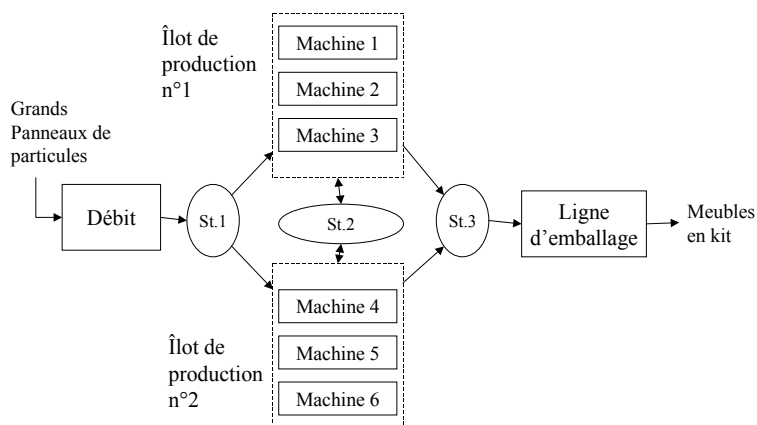 Îlot de
production
n°1
Machine 1
Machine 2
Machine 3
Grands
Panneaux de
particules
Débit
St.1
St.2
St.3
Ligne
d'emballage
Meubles
en kit
Îlot de
production
n°2
Machine 4
Machine 5
Machine 6